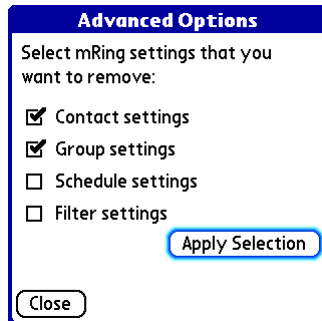 Advanced Options
Select mRing settings that you
want to remove:
Contact settings
Group settings
Schedule settings
Filter settings
Apply Selection
Close